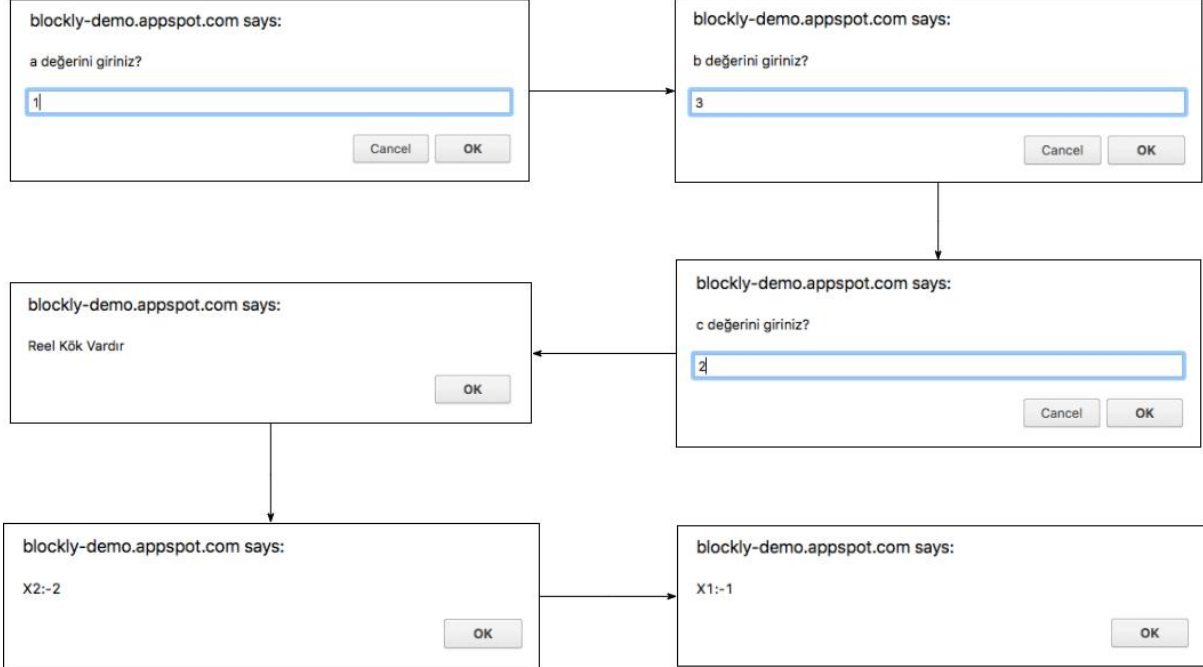 blockly-demo.appspot.com says:
a değerini giriniz?
1
Cancel
OK
blockly-demo.appspot.com says:
b değerini giriniz?
3
Cancel
OK
blockly-demo.appspot.com says:
c değerini giriniz?
2
Cancel
OK
blockly-demo.appspot.com says:
Reel Kök Vardır
OK
blockly-demo.appspot.com says:
X2:-2
OK
blockly-demo.appspot.com says:
X1:-1
OK